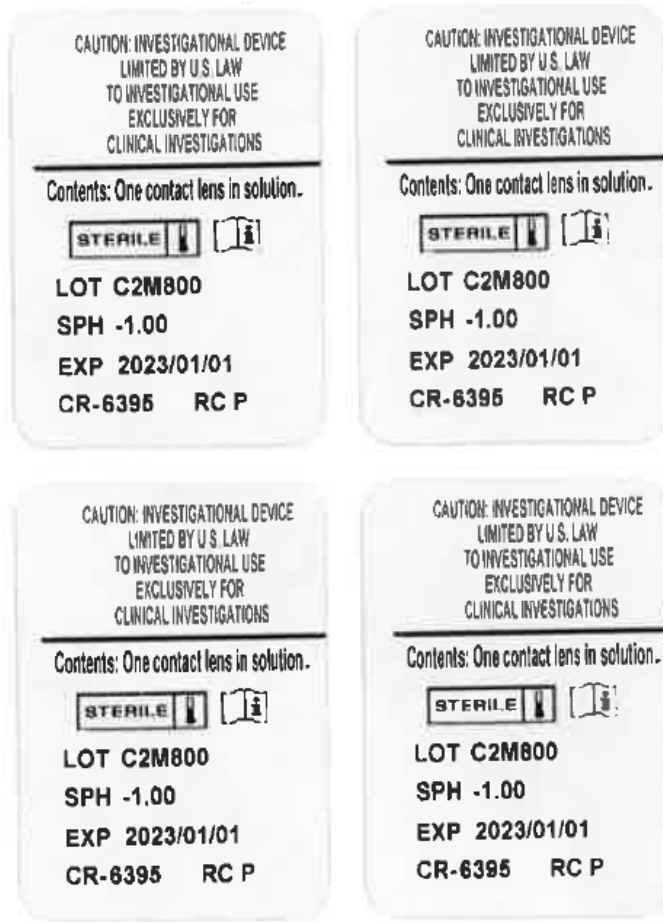 CAUTION: INVESTIGATIONAL DEVICE
LIMITED BY U.S. LAW
TO INVESTIGATIONAL USE
EXCLUSIVELY FOR
CLINICAL INVESTIGATIONS
Contents: One contact lens in solution.
STERILE
LOT C2M800
SPH -1.00
EXP 2023/01/01
CR-6395 RC P
CAUTION: INVESTIGATIONAL DEVICE
LIMITED BY U.S. LAW
TO INVESTIGATIONAL USE
EXCLUSIVELY FOR
CLINICAL INVESTIGATIONS
Contents: One contact lens in solution.
STERILE
LOT C2M800
SPH -1.00
EXP 2023/01/01
CR-6395 RC P
CAUTION: INVESTIGATIONAL DEVICE
LIMITED BY U.S. LAW
TO INVESTIGATIONAL USE
EXCLUSIVELY FOR
CLINICAL INVESTIGATIONS
Contents: One contact lens in solution.
STERILE
LOT C2M800
SPH -1.00
EXP 2023/01/01
CR-6395 RC P
CAUTION: INVESTIGATIONAL DEVICE
LIMITED BY U.S. LAW
TO INVESTIGATIONAL USE
EXCLUSIVELY FOR
CLINICAL INVESTIGATIONS
Contents: One contact lens in solution.
STERILE
LOT C2M800
SPH -1.00
EXP 2023/01/01
CR-6395 RC P